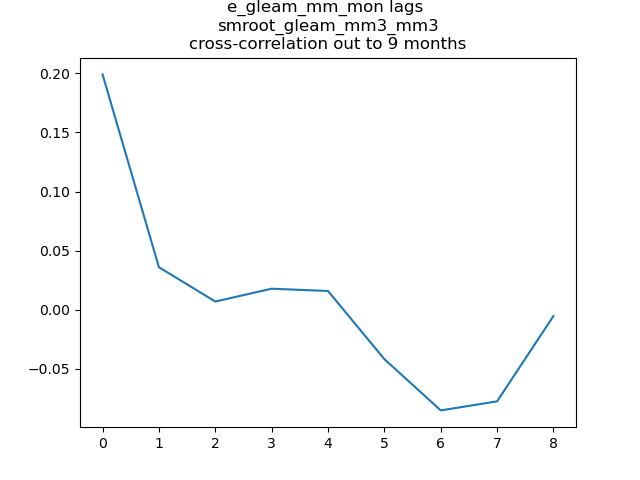 e_gleam_mm_mon lags
smroot_gleam_mm3_mm3
cross-correlation out to 9 months
0.20
0.15
0.10
0.05
0.00
−0.05
0 1 2 3 4 5 6 7 8